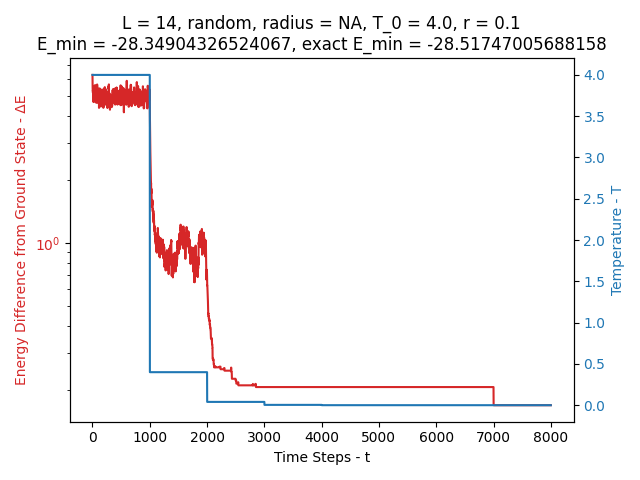 L = 14, random, radius = NA, T_0 = 4.0, r = 0.1
E_min = -28.34904326524067, exact E_min = -28.51747005688158
Energy Difference from Ground State - ΔE
10⁰
4.0
3.5
3.0
2.5
2.0
1.5
1.0
0.5
0.0
Temperature - T
0 1000 2000 3000 4000 5000 6000 7000 8000
Time Steps - t